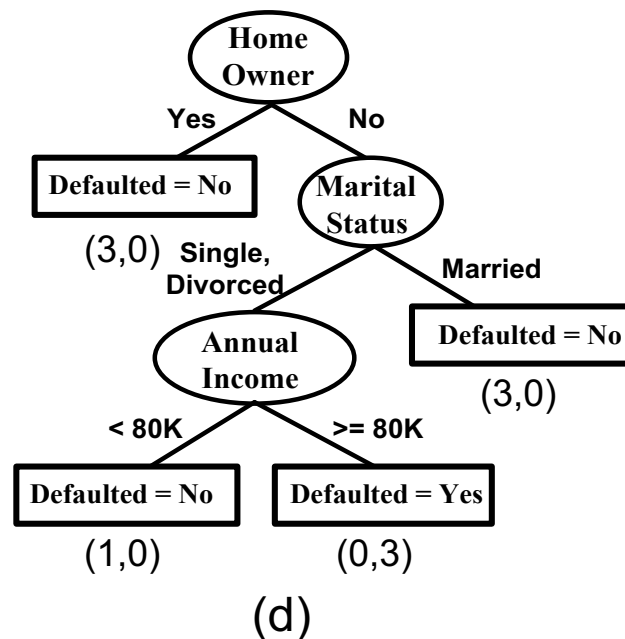 Home
Owner
Yes
No
Defaulted = No
Marital
Status
(3,0)
Single,
Divorced
Married
Annual
Income
Defaulted = No
(3,0)
< 80K
>= 80K
Defaulted = No
Defaulted = Yes
(1,0)
(0,3)
(d)